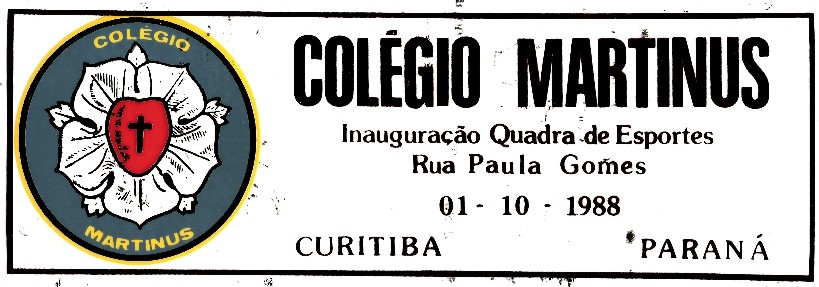 COLÉGIO
MARTINUS
COLÉGIO MARTINUS
Inauguração Quadra de Esportes
Rua Paula Gomes
01 - 10 - 1988
CURITIBA PARANÁ